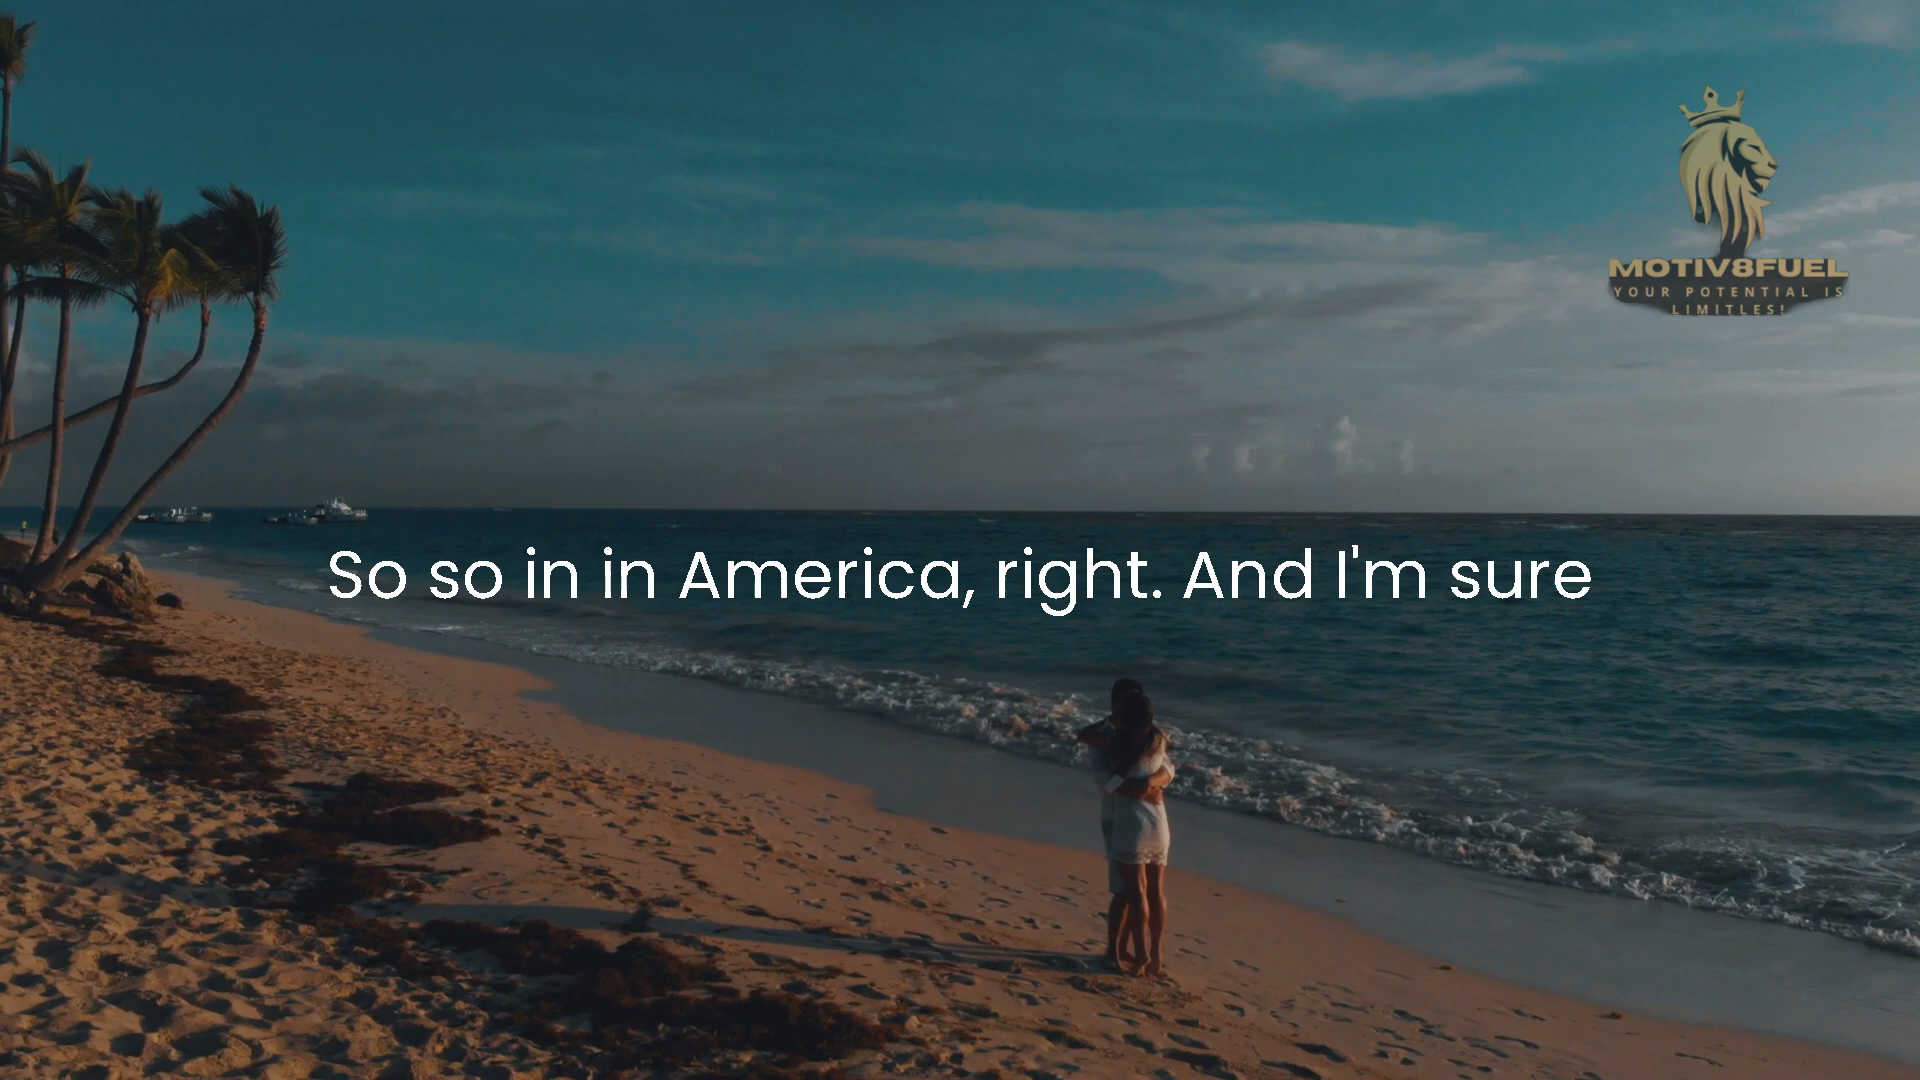 MOTIV8FUEL
YOUR POTENTIAL IS
LIMITLES!
So so in in America, right. And I'm sure